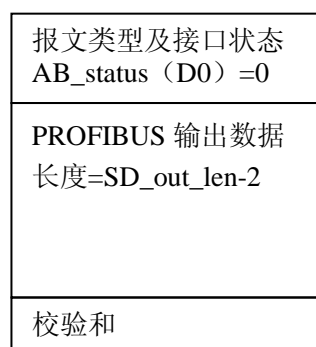 报文类型及接口状态
AB_status（D0）=0
PROFIBUS 输出数据
长度=SD_out_len-2
校验和